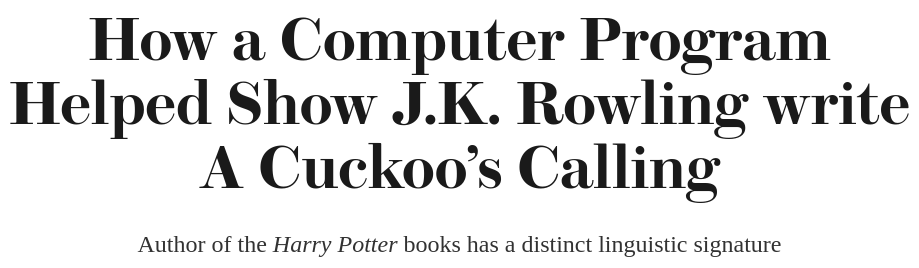 How a Computer Program
Helped Show J.K. Rowling write
A Cuckoo’s Calling
Author of the Harry Potter books has a distinct linguistic signature